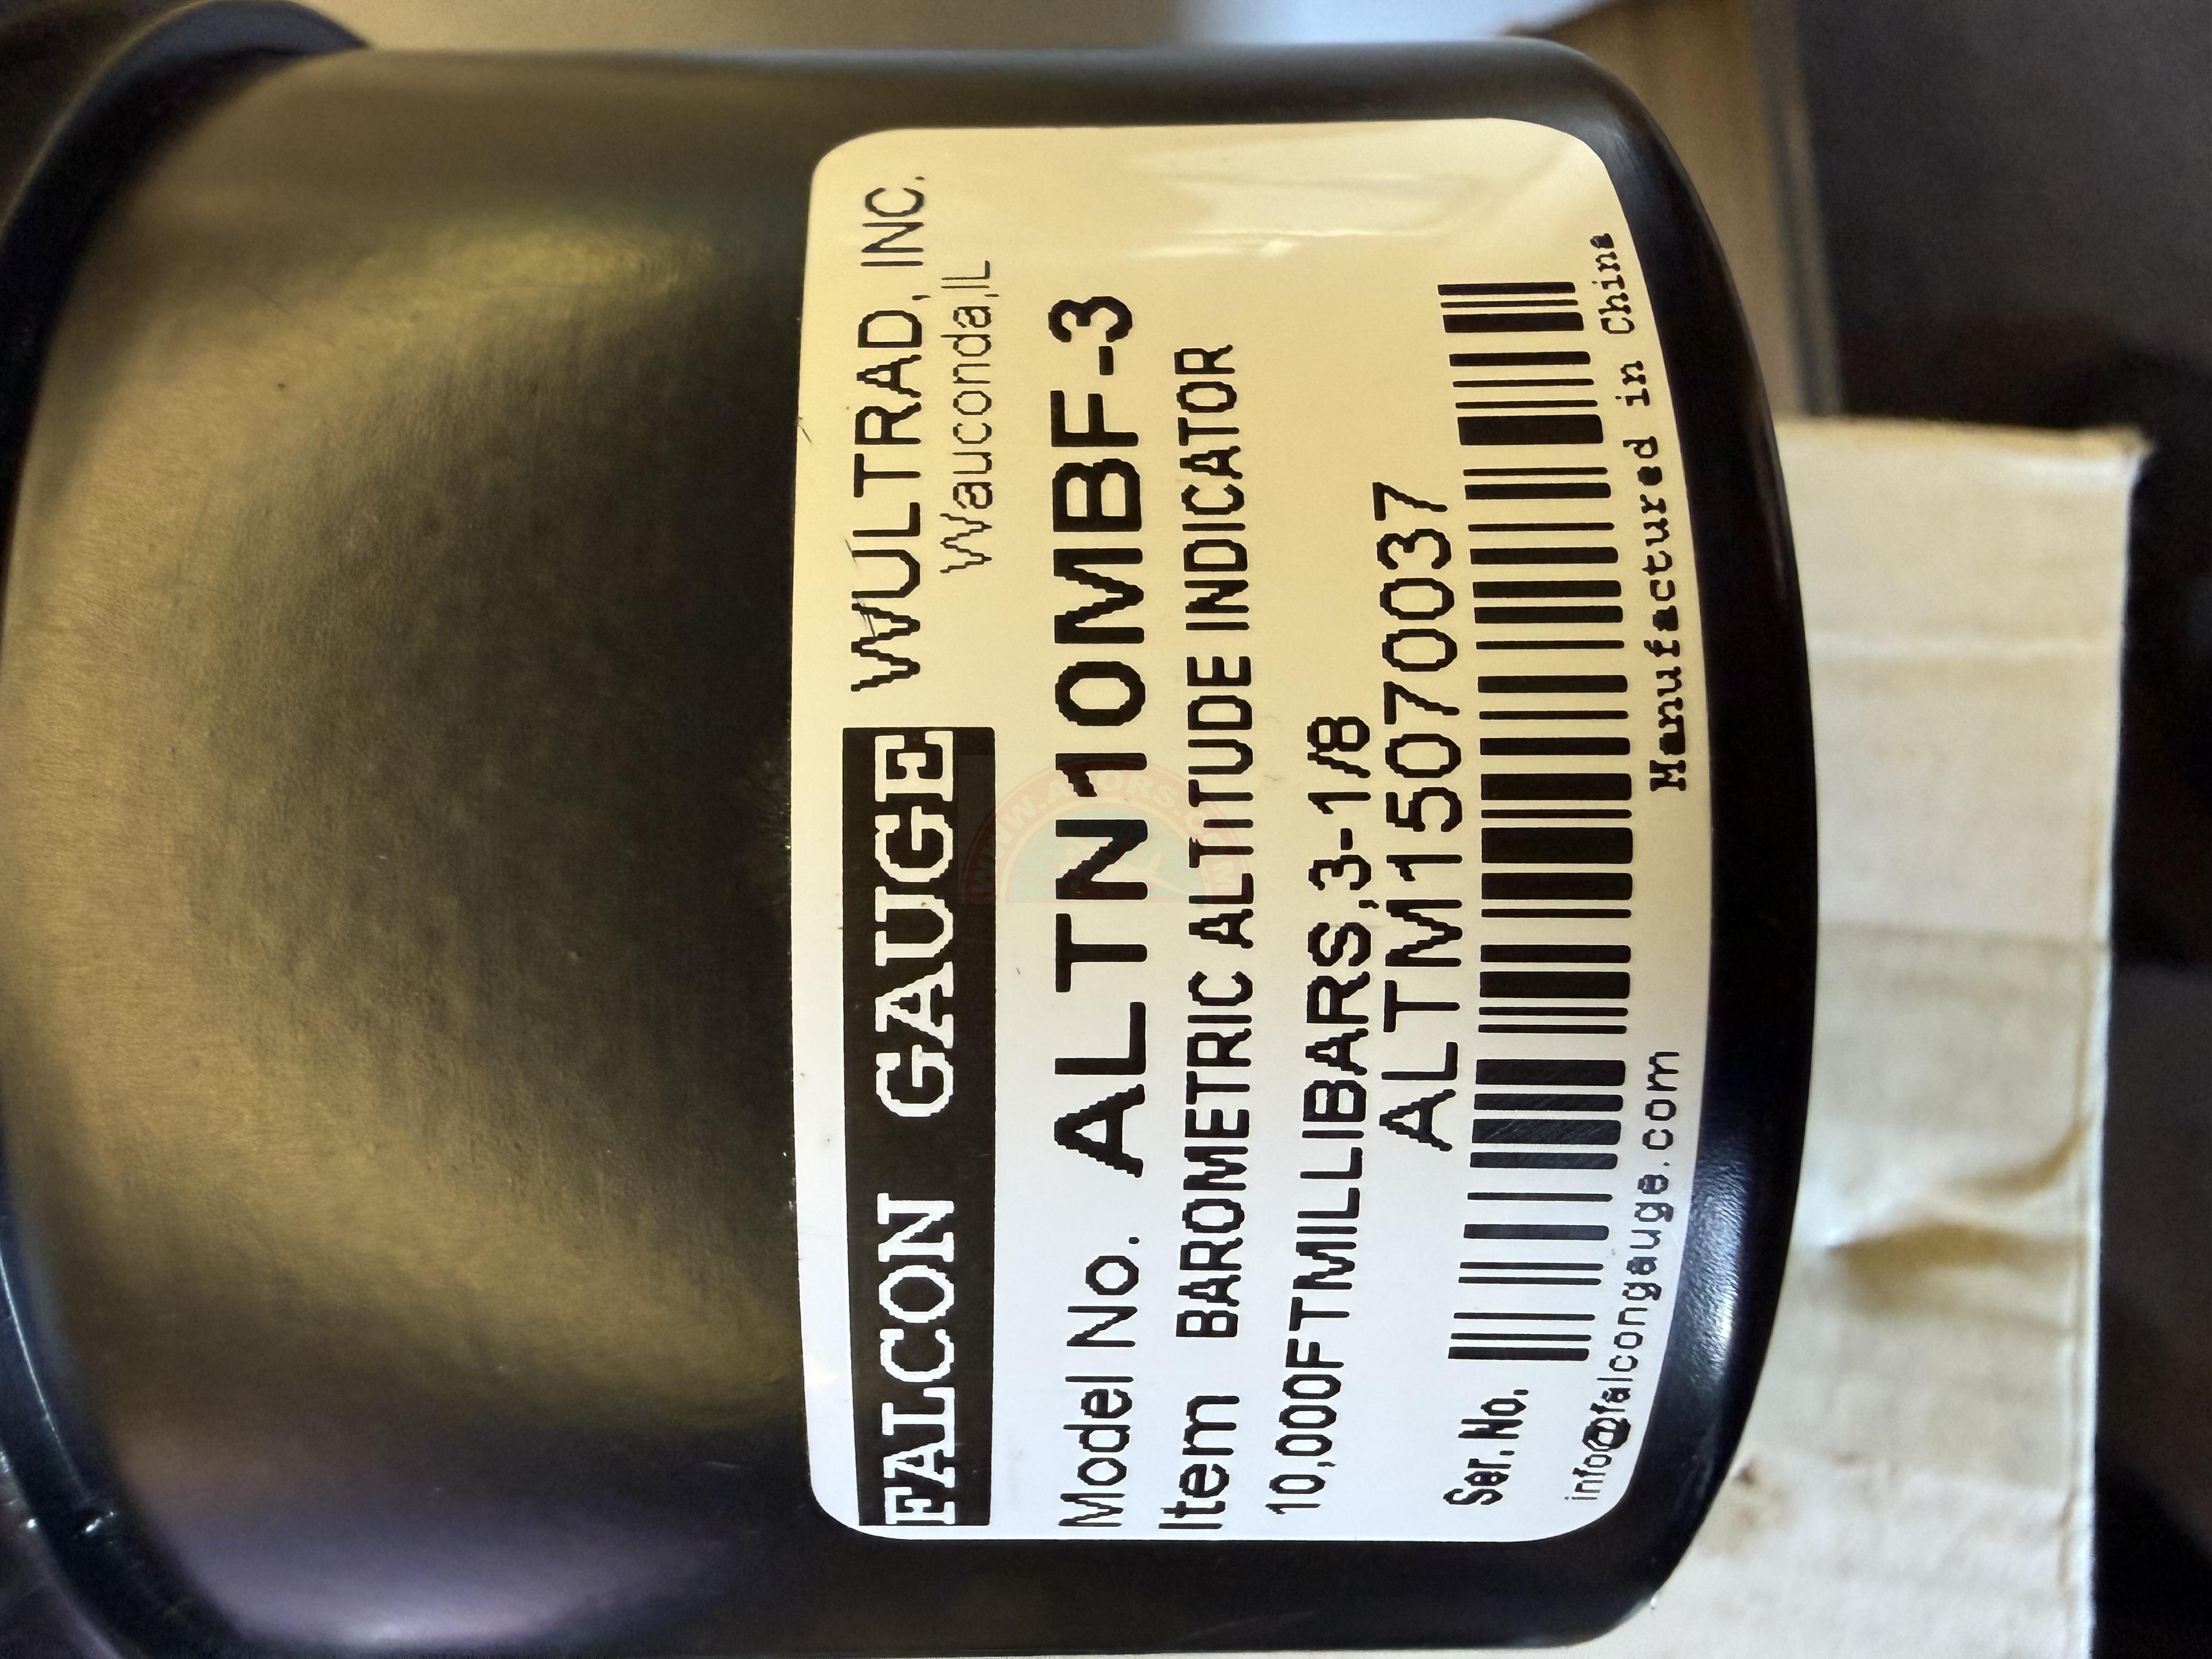 FALCON GAUGE WULTRAD, INC.
Wauconda,IL
Model No. ALTN10MBF-3
Item BAROMETRIC ALTITUDE INDICATOR
10,000FTMILLIBARS,3-1/8
ALTM15070037
Ser.No.
info@falcongauge.com Manufactured in China